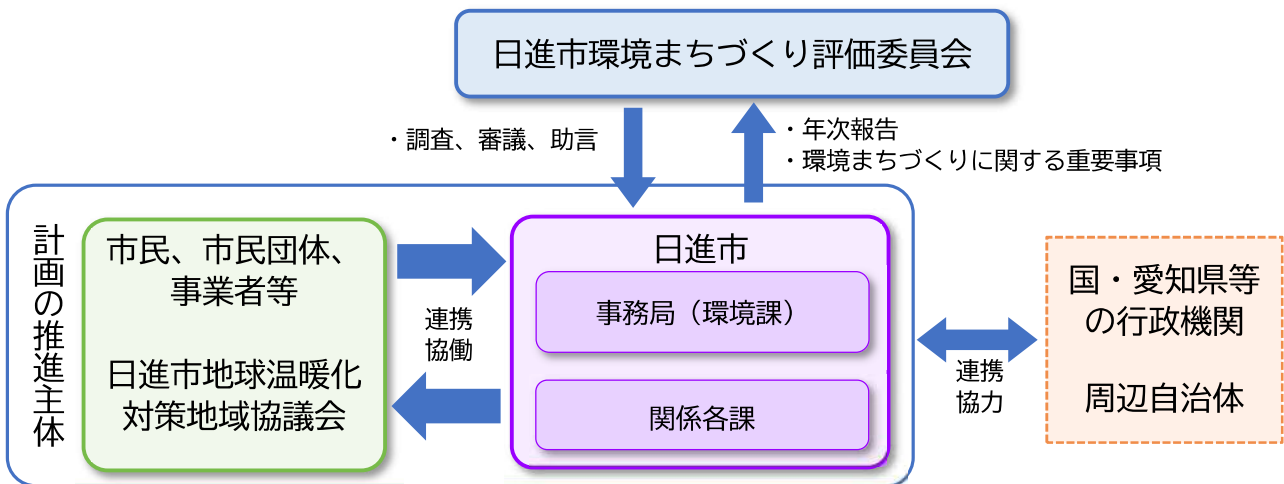 日進市環境まちづくり評価委員会
・調査、審議、助言
・年次報告
・環境まちづくりに関する重要事項
計画の推進主体
市民、市民団体、
事業者等
日進市地球温暖化
対策地域協議会
連携
協働
日進市
事務局（環境課）
関係各課
連携
協力
国・愛知県等
の行政機関
周辺自治体